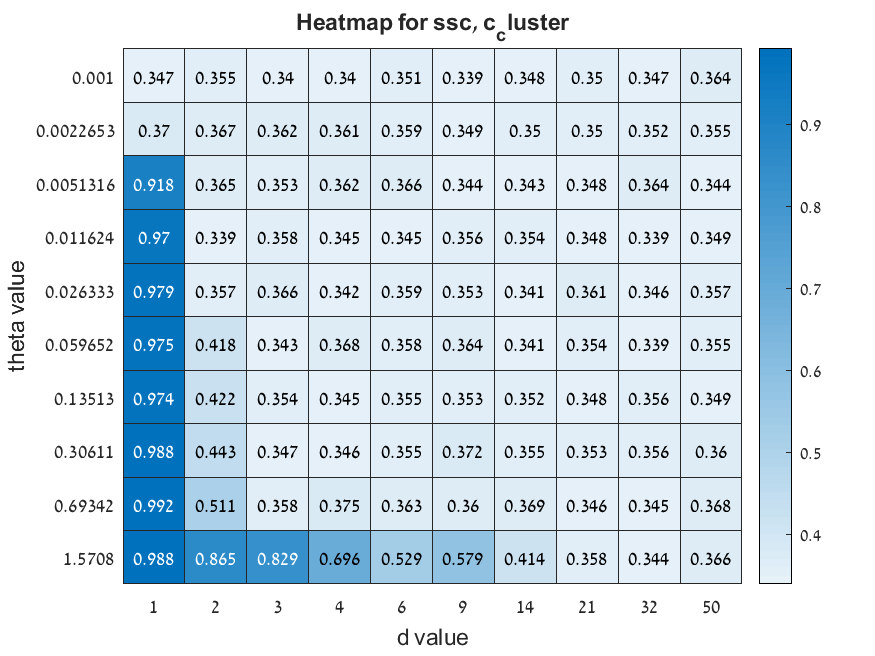 Heatmap for ssc, c_cluster
0.001 0.347 0.355 0.34 0.34 0.351 0.339 0.348 0.35 0.347 0.364
0.0022653 0.37 0.367 0.362 0.361 0.359 0.349 0.35 0.35 0.352 0.355
0.0051316 0.918 0.365 0.353 0.362 0.366 0.344 0.343 0.348 0.364 0.344
0.011624 0.97 0.339 0.358 0.345 0.345 0.356 0.354 0.348 0.339 0.349
0.026333 0.979 0.357 0.366 0.342 0.359 0.353 0.341 0.361 0.346 0.357
0.059652 0.975 0.418 0.343 0.368 0.358 0.364 0.341 0.354 0.339 0.355
0.13513 0.974 0.422 0.354 0.345 0.355 0.353 0.352 0.348 0.356 0.349
0.30611 0.988 0.443 0.347 0.346 0.355 0.372 0.355 0.353 0.356 0.36
0.69342 0.992 0.511 0.358 0.375 0.363 0.36 0.369 0.346 0.345 0.368
1.5708 0.988 0.865 0.829 0.696 0.529 0.579 0.414 0.358 0.344 0.366
1 2 3 4 6 9 14 21 32 50
d value
theta value
0.9
0.8
0.7
0.6
0.5
0.4